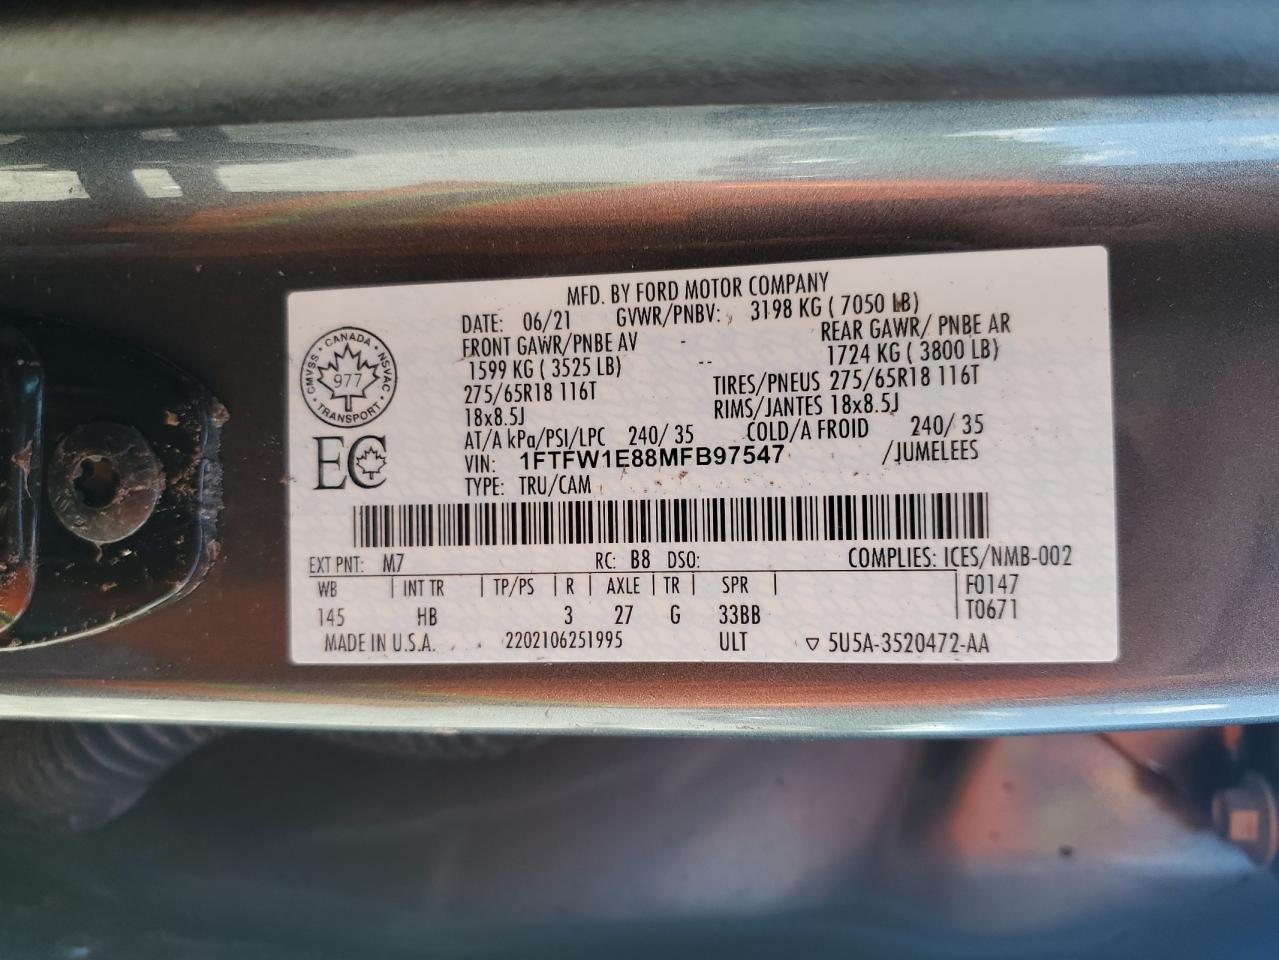 MFD. BY FORD MOTOR COMPANY
DATE: 06/21 GVWR/PNBV: 3198 KG ( 7050 LB)
FRONT GAWR/PNBE AV - REAR GAWR/ PNBE AR
1599 KG ( 3525 LB) -- 1724 KG ( 3800 LB)
275/65R18 116T TIRES/PNEUS 275/65R18 116T
18x8.5J RIMS/JANTES 18x8.5J
AT/A kPa/PSI/LPC 240/ 35 COLD/A FROID 240/ 35
VIN: 1FTFW1E88MFB97547 /JUMELEES
TYPE: TRU/CAM
CMVSS · CANADA · NSVAC
977
· TRANSPORT ·
EC
EXT PNT: M7 RC: B8 DSO: COMPLIES: ICES/NMB-002
WB | INT TR | TP/PS | R | AXLE | TR | SPR | F0147
145 HB 3 27 G 33BB T0671
MADE IN U.S.A. 2202106251995 ULT ▽ 5U5A-3520472-AA